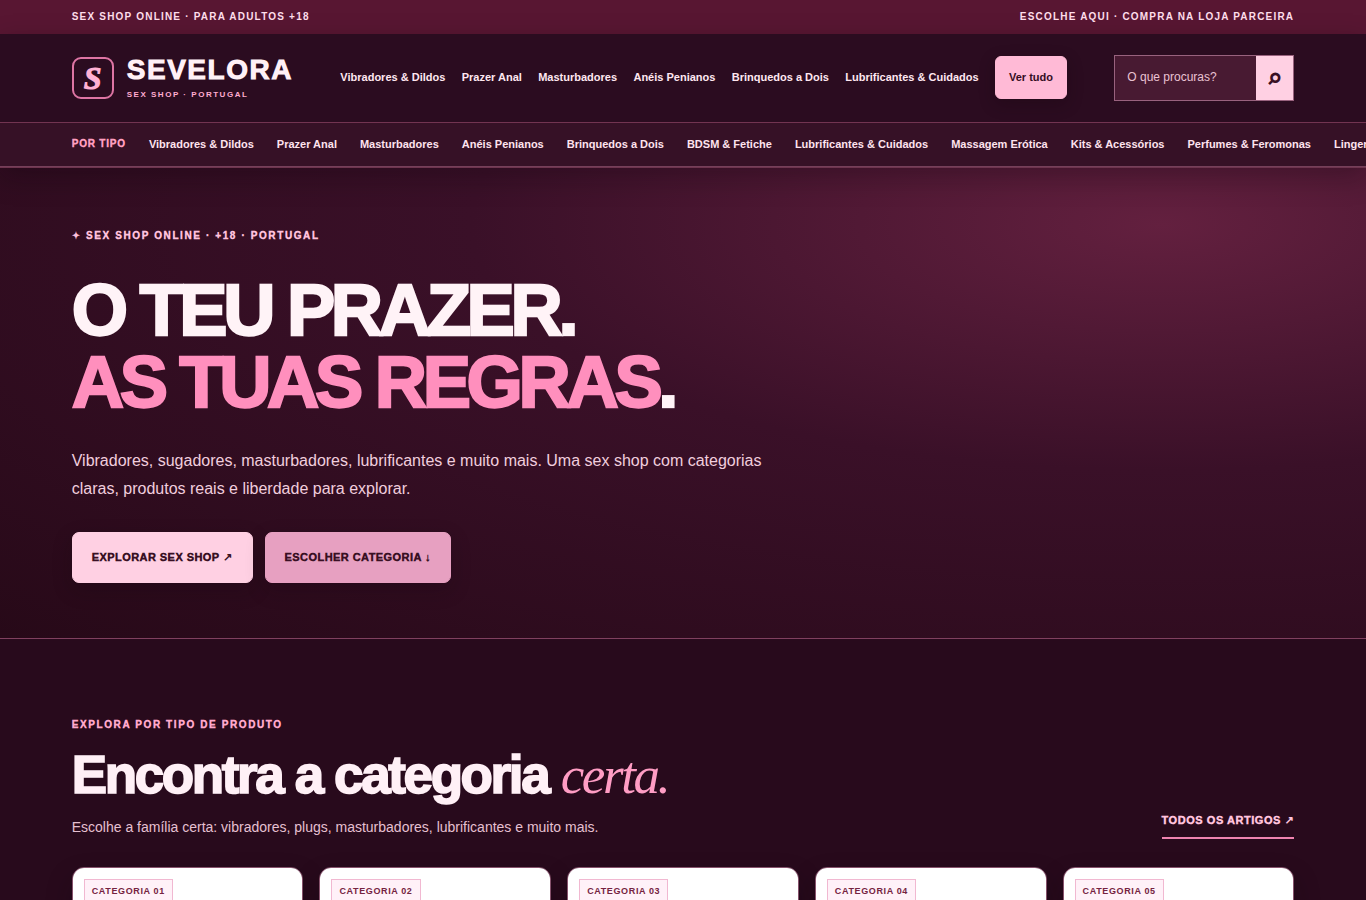 SEX SHOP ONLINE · PARA ADULTOS +18
ESCOLHE AQUI · COMPRA NA LOJA PARCEIRA
S
SEVELORA
SEX SHOP · PORTUGAL
Vibradores & Dildos Prazer Anal Masturbadores Anéis Penianos Brinquedos a Dois Lubrificantes & Cuidados Ver tudo
O que procuras?
POR TIPO Vibradores & Dildos Prazer Anal Masturbadores Anéis Penianos Brinquedos a Dois BDSM & Fetiche Lubrificantes & Cuidados Massagem Erótica Kits & Acessórios Perfumes & Feromonas
✦ SEX SHOP ONLINE · +18 · PORTUGAL
O TEU PRAZER.
AS TUAS REGRAS.
Vibradores, sugadores, masturbadores, lubrificantes e muito mais. Uma sex shop com categorias
claras, produtos reais e liberdade para explorar.
EXPLORAR SEX SHOP ↗
ESCOLHER CATEGORIA ↓
EXPLORA POR TIPO DE PRODUTO
Encontra a categoria certa.
Escolhe a família certa: vibradores, plugs, masturbadores, lubrificantes e muito mais.
TODOS OS ARTIGOS ↗
CATEGORIA 01
CATEGORIA 02
CATEGORIA 03
CATEGORIA 04
CATEGORIA 05